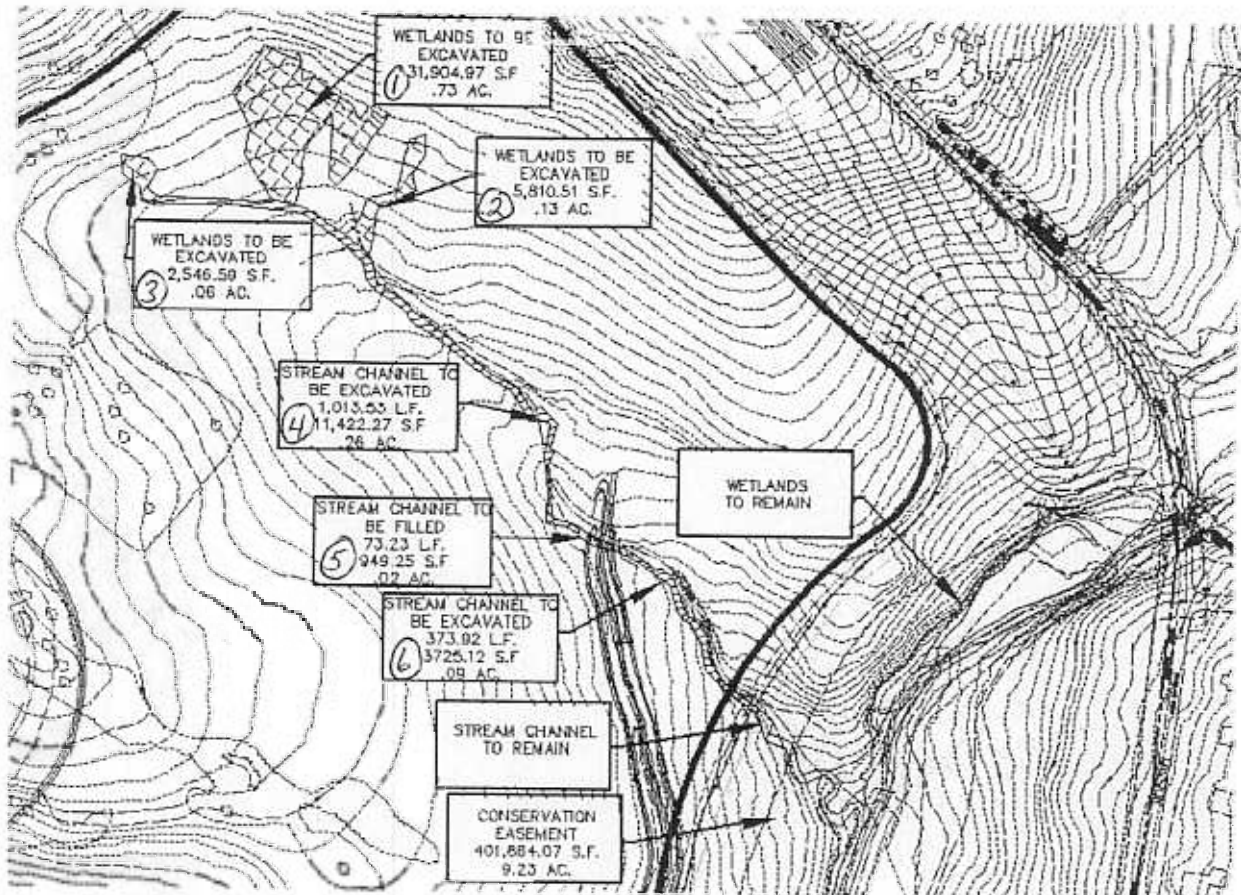 WETLANDS TO BE
EXCAVATED
1 31,904.97 S.F
.73 AC.
WETLANDS TO BE
EXCAVATED
2 5,810.51 S.F.
.13 AC.
WETLANDS TO BE
EXCAVATED
3 2,546.59 S.F.
.06 AC.
STREAM CHANNEL TO
BE EXCAVATED
1,013.53 L.F.
4 11,422.27 S.F
.26 AC.
STREAM CHANNEL TO
BE FILLED
73.23 L.F.
5 949.25 S.F
.02 AC.
STREAM CHANNEL TO
BE EXCAVATED
373.92 L.F.
6 3725.12 S.F
.09 AC.
WETLANDS
TO REMAIN
STREAM CHANNEL
TO REMAIN
CONSERVATION
EASEMENT
401,884.07 S.F.
9.23 AC.